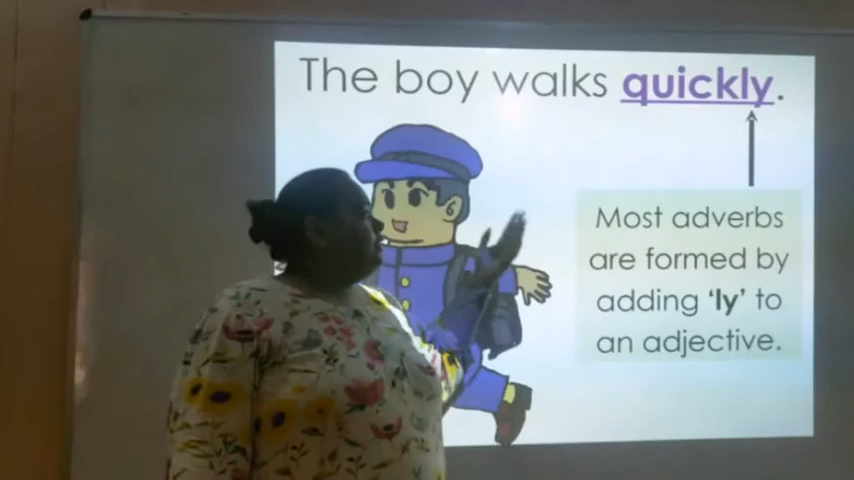 The boy walks quickly.
Most adverbs
are formed by
adding ‘ly’ to
an adjective.